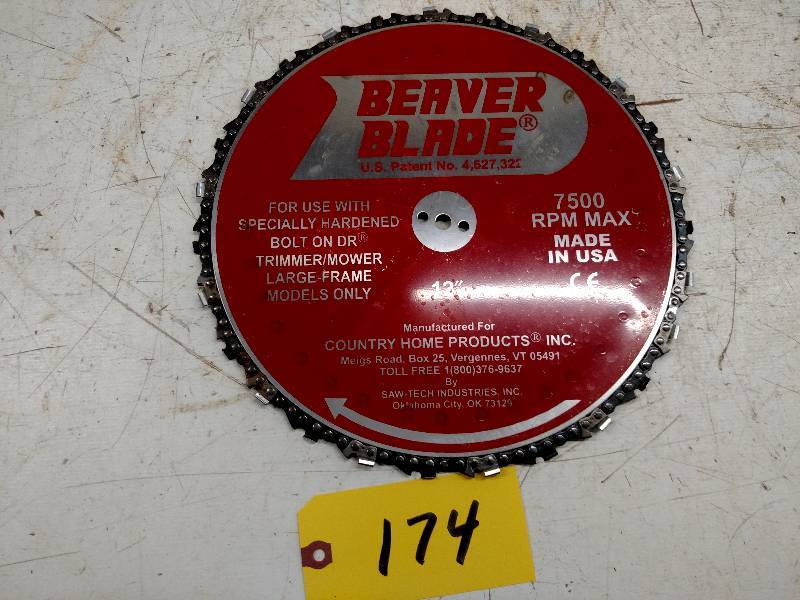 BEAVER
BLADE®
U.S. Patent No. 4,627,322
FOR USE WITH
SPECIALLY HARDENED
BOLT ON DR®
TRIMMER/MOWER
LARGE-FRAME
MODELS ONLY
7500
RPM MAX
MADE
IN USA
12"
CE
Manufactured For
COUNTRY HOME PRODUCTS® INC.
Meigs Road, Box 25, Vergennes, VT 05491
TOLL FREE 1(800)376-9637
By
SAW-TECH INDUSTRIES, INC.
Oklahoma City, OK 73129
174